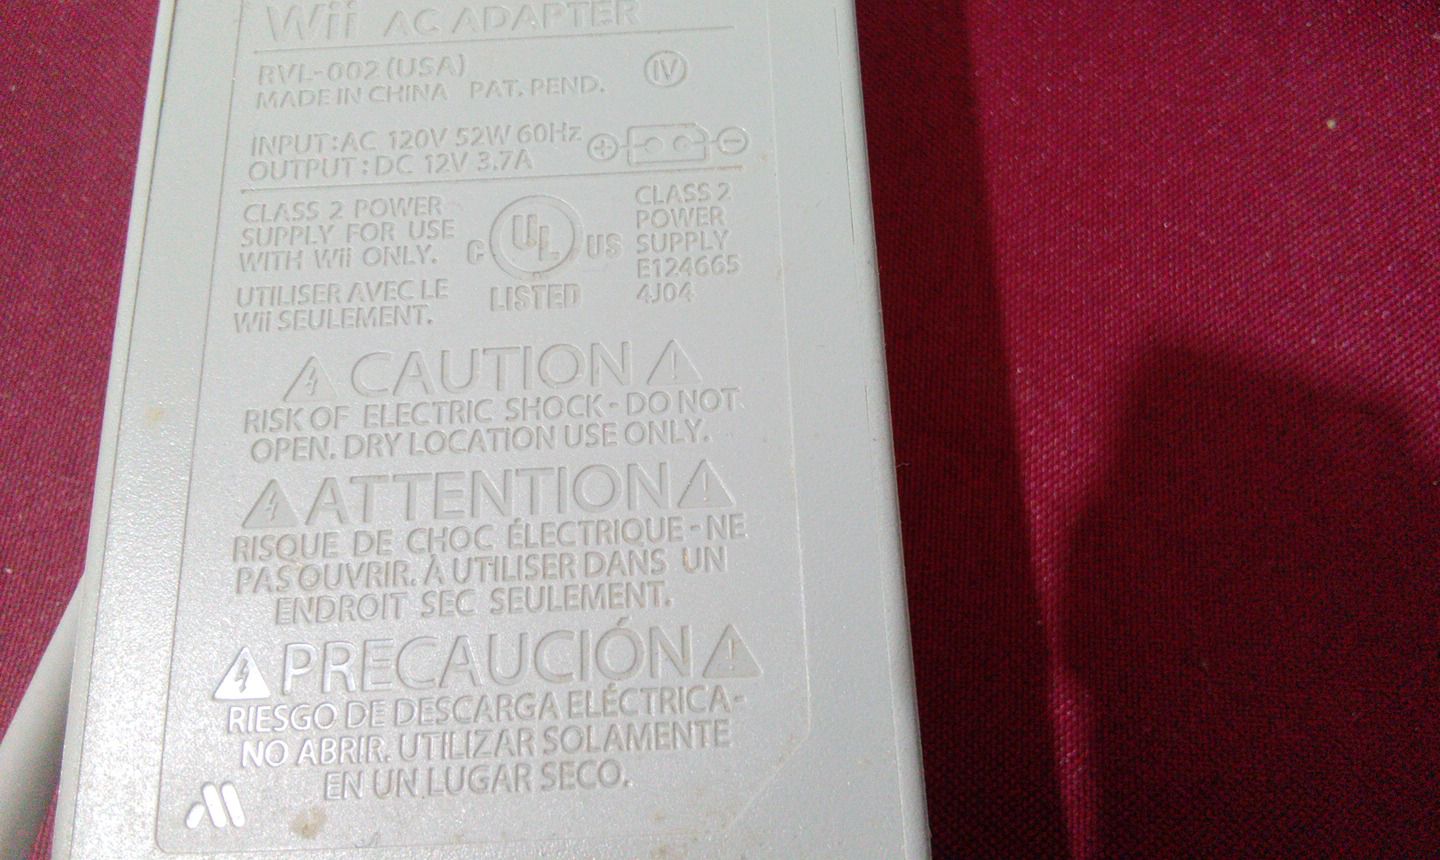 Wii AC ADAPTER
RVL-002 (USA)
IV
MADE IN CHINA PAT. PEND.
INPUT : AC 120V 52W 60Hz
OUTPUT : DC 12V 3.7A
CLASS 2 POWER
SUPPLY FOR USE
WITH Wii ONLY.
UTILISER AVEC LE
Wii SEULEMENT.
C UL US
LISTED
CLASS 2
POWER
SUPPLY
E124665
4J04
CAUTION
RISK OF ELECTRIC SHOCK - DO NOT
OPEN. DRY LOCATION USE ONLY.
ATTENTION
RISQUE DE CHOC ÉLECTRIQUE - NE
PAS OUVRIR. À UTILISER DANS UN
ENDROIT SEC SEULEMENT.
PRECAUCIÓN
RIESGO DE DESCARGA ELÉCTRICA -
NO ABRIR. UTILIZAR SOLAMENTE
EN UN LUGAR SECO.